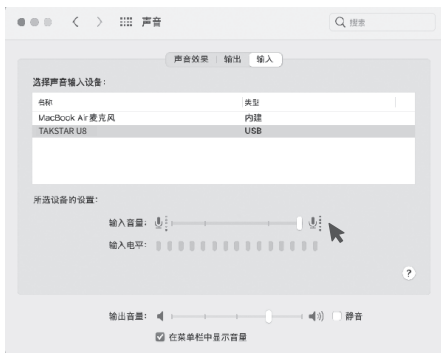 声音
搜索
声音效果 输出 输入
选择声音输入设备：
名称 类型
MacBook Air麦克风 内建
TAKSTAR U8 USB
所选设备的设置：
输入音量：
输入电平：
?
输出音量： 静音
在菜单栏中显示音量